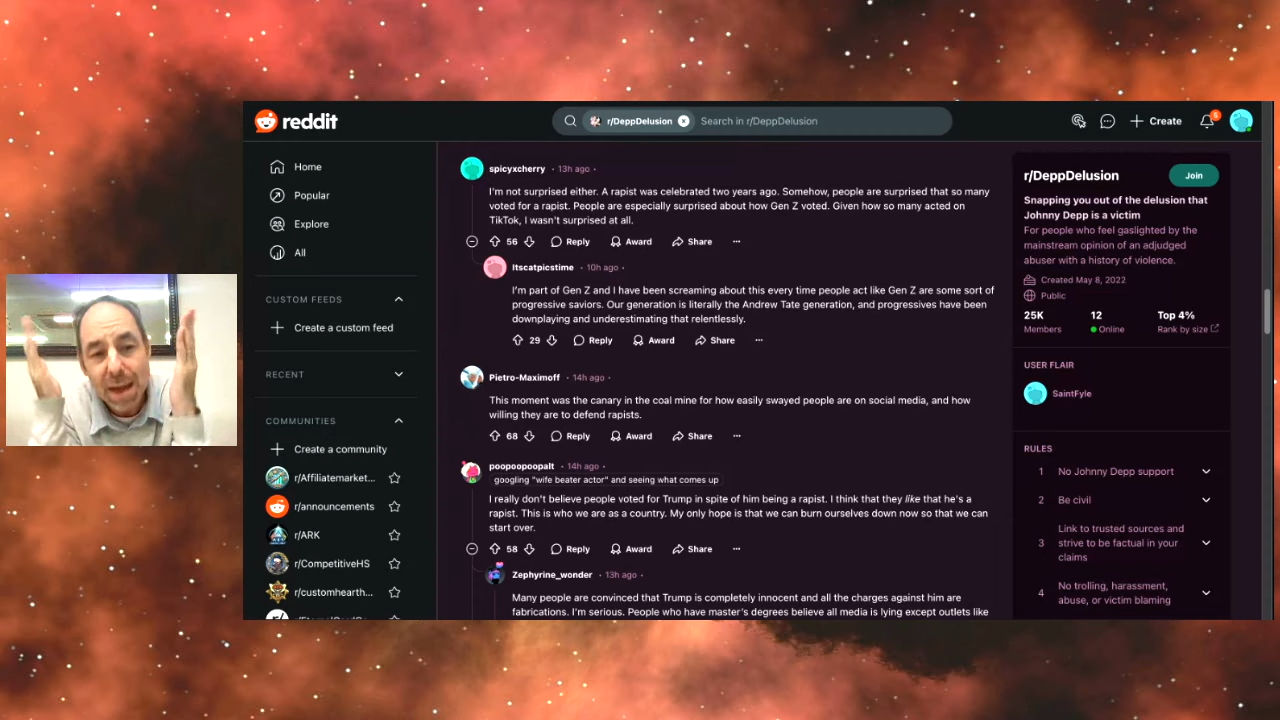 reddit
r/DeppDelusion
Search in r/DeppDelusion
Create
5
Home
Popular
Explore
All
CUSTOM FEEDS
Create a custom feed
RECENT
COMMUNITIES
Create a community
r/Affiliatemarket...
r/announcements
r/ARK
r/CompetitiveHS
r/customhearth...
spicyxcherry • 13h ago •
I'm not surprised either. A rapist was celebrated two years ago. Somehow, people are surprised that so many
voted for a rapist. People are especially surprised about how Gen Z voted. Given how so many acted on
TikTok, I wasn't surprised at all.
56 Reply Award Share ...
Itscatpicstime • 10h ago •
I'm part of Gen Z and I have been screaming about this every time people act like Gen Z are some sort of
progressive saviors. Our generation is literally the Andrew Tate generation, and progressives have been
downplaying and underestimating that relentlessly.
29 Reply Award Share ...
Pietro-Maximoff • 14h ago •
This moment was the canary in the coal mine for how easily swayed people are on social media, and how
willing they are to defend rapists.
68 Reply Award Share ...
poopoopoopalt • 14h ago •
googling "wife beater actor" and seeing what comes up
I really don't believe people voted for Trump in spite of him being a rapist. I think that they like that he's a
rapist. This is who we are as a country. My only hope is that we can burn ourselves down now so that we can
start over.
58 Reply Award Share ...
Zephyrine_wonder • 13h ago •
Many people are convinced that Trump is completely innocent and all the charges against him are
fabrications. I'm serious. People who have master's degrees believe all media is lying except outlets like
r/DeppDelusion
Join
Snapping you out of the delusion that
Johnny Depp is a victim
For people who feel gaslighted by the
mainstream opinion of an adjudged
abuser with a history of violence.
Created May 8, 2022
Public
25K 12 Top 4%
Members Online Rank by size
USER FLAIR
SaintFyle
RULES
1 No Johnny Depp support
2 Be civil
3 Link to trusted sources and
strive to be factual in your
claims
4 No trolling, harassment,
abuse, or victim blaming